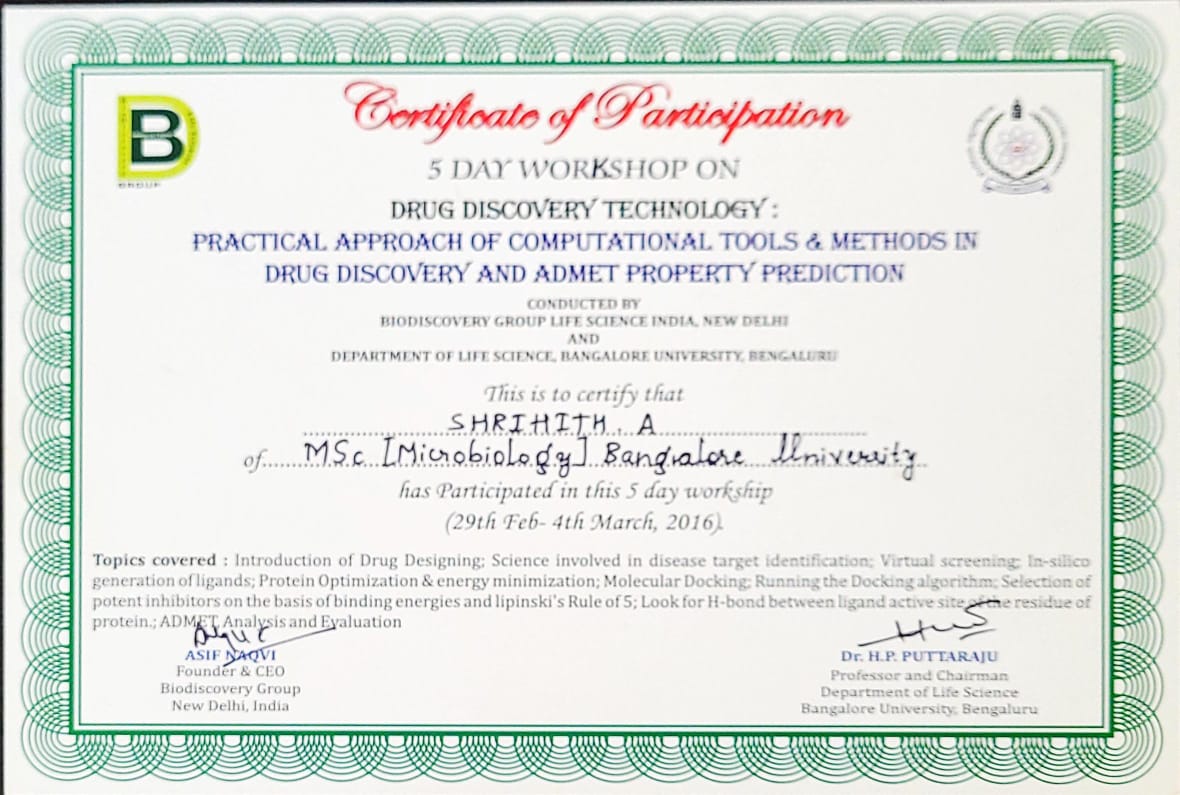 B
GROUP
Certificate of Participation
5 DAY WORKSHOP ON
DRUG DISCOVERY TECHNOLOGY :
PRACTICAL APPROACH OF COMPUTATIONAL TOOLS & METHODS IN
DRUG DISCOVERY AND ADMET PROPERTY PREDICTION
CONDUCTED BY
BIODISCOVERY GROUP LIFE SCIENCE INDIA, NEW DELHI
AND
DEPARTMENT OF LIFE SCIENCE, BANGALORE UNIVERSITY, BENGALURU
This is to certify that
SHRIHITH. A
of MSc [Microbiology] Bangalore University
has Participated in this 5 day workship
(29th Feb- 4th March, 2016).
Topics covered : Introduction of Drug Designing; Science involved in disease target identification; Virtual screening; In-silico
generation of ligands; Protein Optimization & energy minimization; Molecular Docking; Running the Docking algorithm; Selection of
potent inhibitors on the basis of binding energies and lipinski's Rule of 5; Look for H-bond between ligand active site of the residue of
protein.; ADMET Analysis and Evaluation
ASIF NAQVI
Founder & CEO
Biodiscovery Group
New Delhi, India
Dr. H.P. PUTTARAJU
Professor and Chairman
Department of Life Science
Bangalore University, Bengaluru